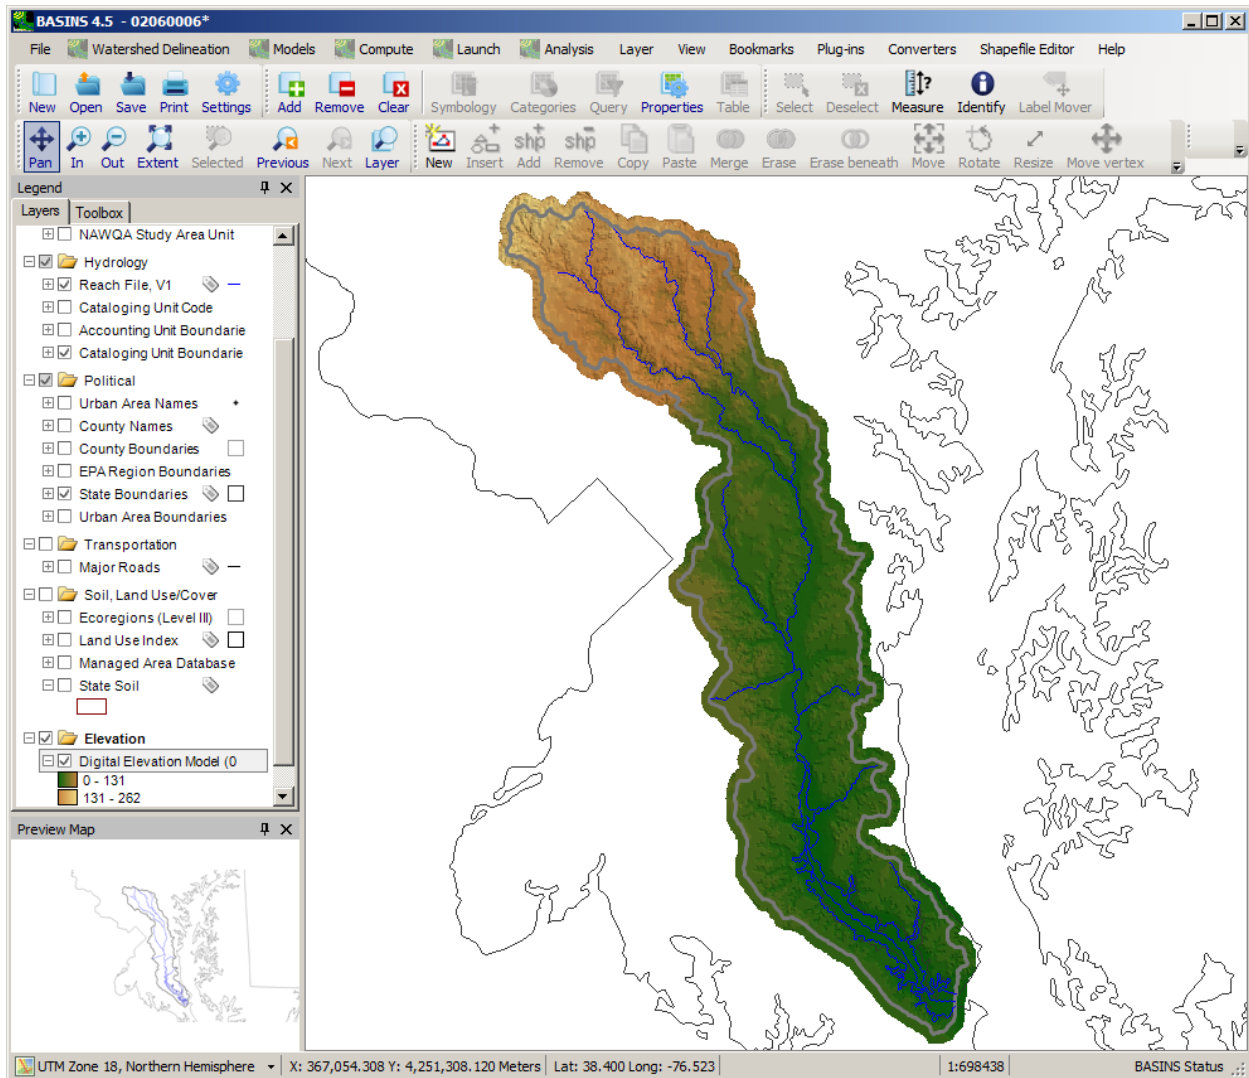 BASINS 4.5 - 02060006*
File Watershed Delineation Models Compute Launch Analysis Layer View Bookmarks Plug-ins Converters Shapefile Editor Help
New Open Save Print Settings Add Remove Clear Symbology Categories Query Properties Table Select Deselect Measure Identify Label Mover
Pan In Out Extent Selected Previous Next Layer New Insert Add Remove Copy Paste Merge Erase Erase beneath Move Rotate Resize Move vertex
Legend
Layers Toolbox
NAWQA Study Area Unit
Hydrology
Reach File, V1
Cataloging Unit Code
Accounting Unit Boundarie
Cataloging Unit Boundarie
Political
Urban Area Names
County Names
County Boundaries
EPA Region Boundaries
State Boundaries
Urban Area Boundaries
Transportation
Major Roads
Soil, Land Use/Cover
Ecoregions (Level III)
Land Use Index
Managed Area Database
State Soil
Elevation
Digital Elevation Model (0
0 - 131
131 - 262
Preview Map
UTM Zone 18, Northern Hemisphere X: 367,054.308 Y: 4,251,308.120 Meters Lat: 38.400 Long: -76.523 1:698438 BASINS Status